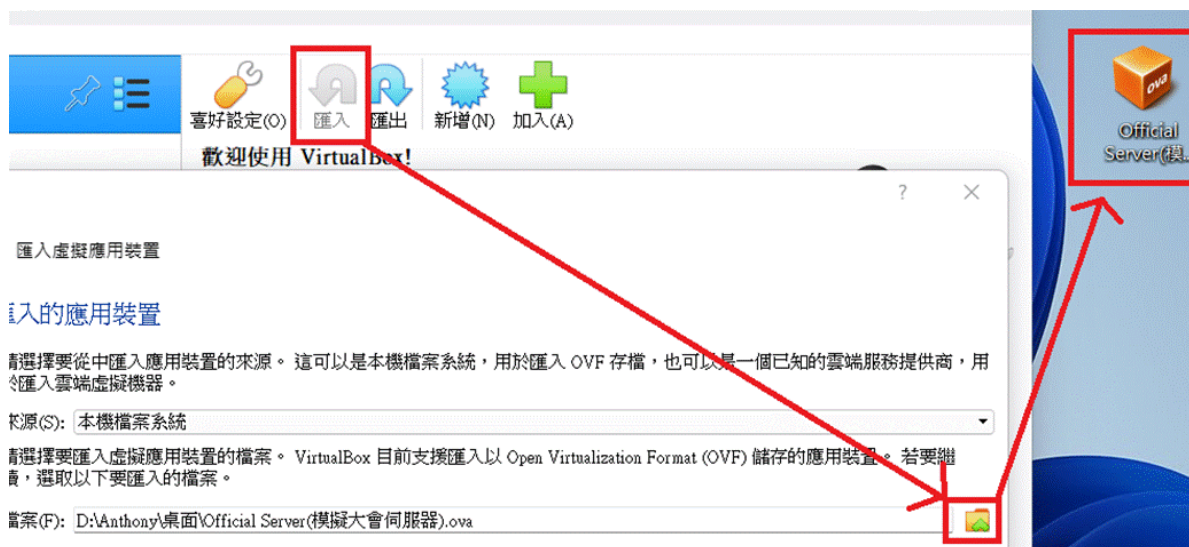 喜好設定(O)
匯入
匯出
新增(N)
加入(A)
歡迎使用 VirtualBox!
ova
Official
Server(模...
?
匯入虛擬應用裝置
匯入的應用裝置
請選擇要從中匯入應用裝置的來源。 這可以是本機檔案系統，用於匯入 OVF 存檔，也可以是一個已知的雲端服務提供商，用
於匯入雲端虛擬機器。
來源(S): 本機檔案系統
請選擇要匯入虛擬應用裝置的檔案。 VirtualBox 目前支援匯入以 Open Virtualization Format (OVF) 儲存的應用裝置。 若要繼
續，選取以下要匯入的檔案。
檔案(F): D:\Anthony\桌面\Official Server(模擬大會伺服器).ova